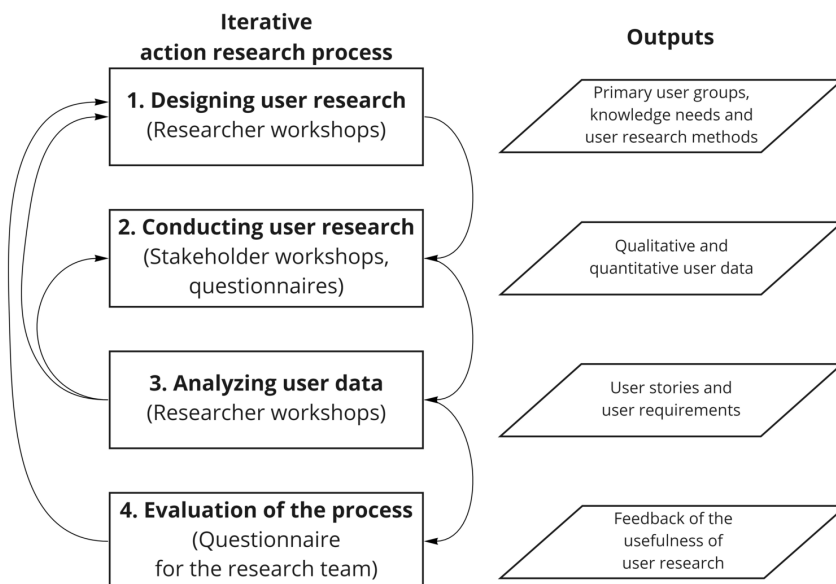 Iterative
action research process
Outputs
1. Designing user research
(Researcher workshops)
Primary user groups,
knowledge needs and
user research methods
2. Conducting user research
(Stakeholder workshops,
questionnaires)
Qualitative and
quantitative user data
3. Analyzing user data
(Researcher workshops)
User stories and
user requirements
4. Evaluation of the process
(Questionnaire
for the research team)
Feedback of the
usefulness of
user research